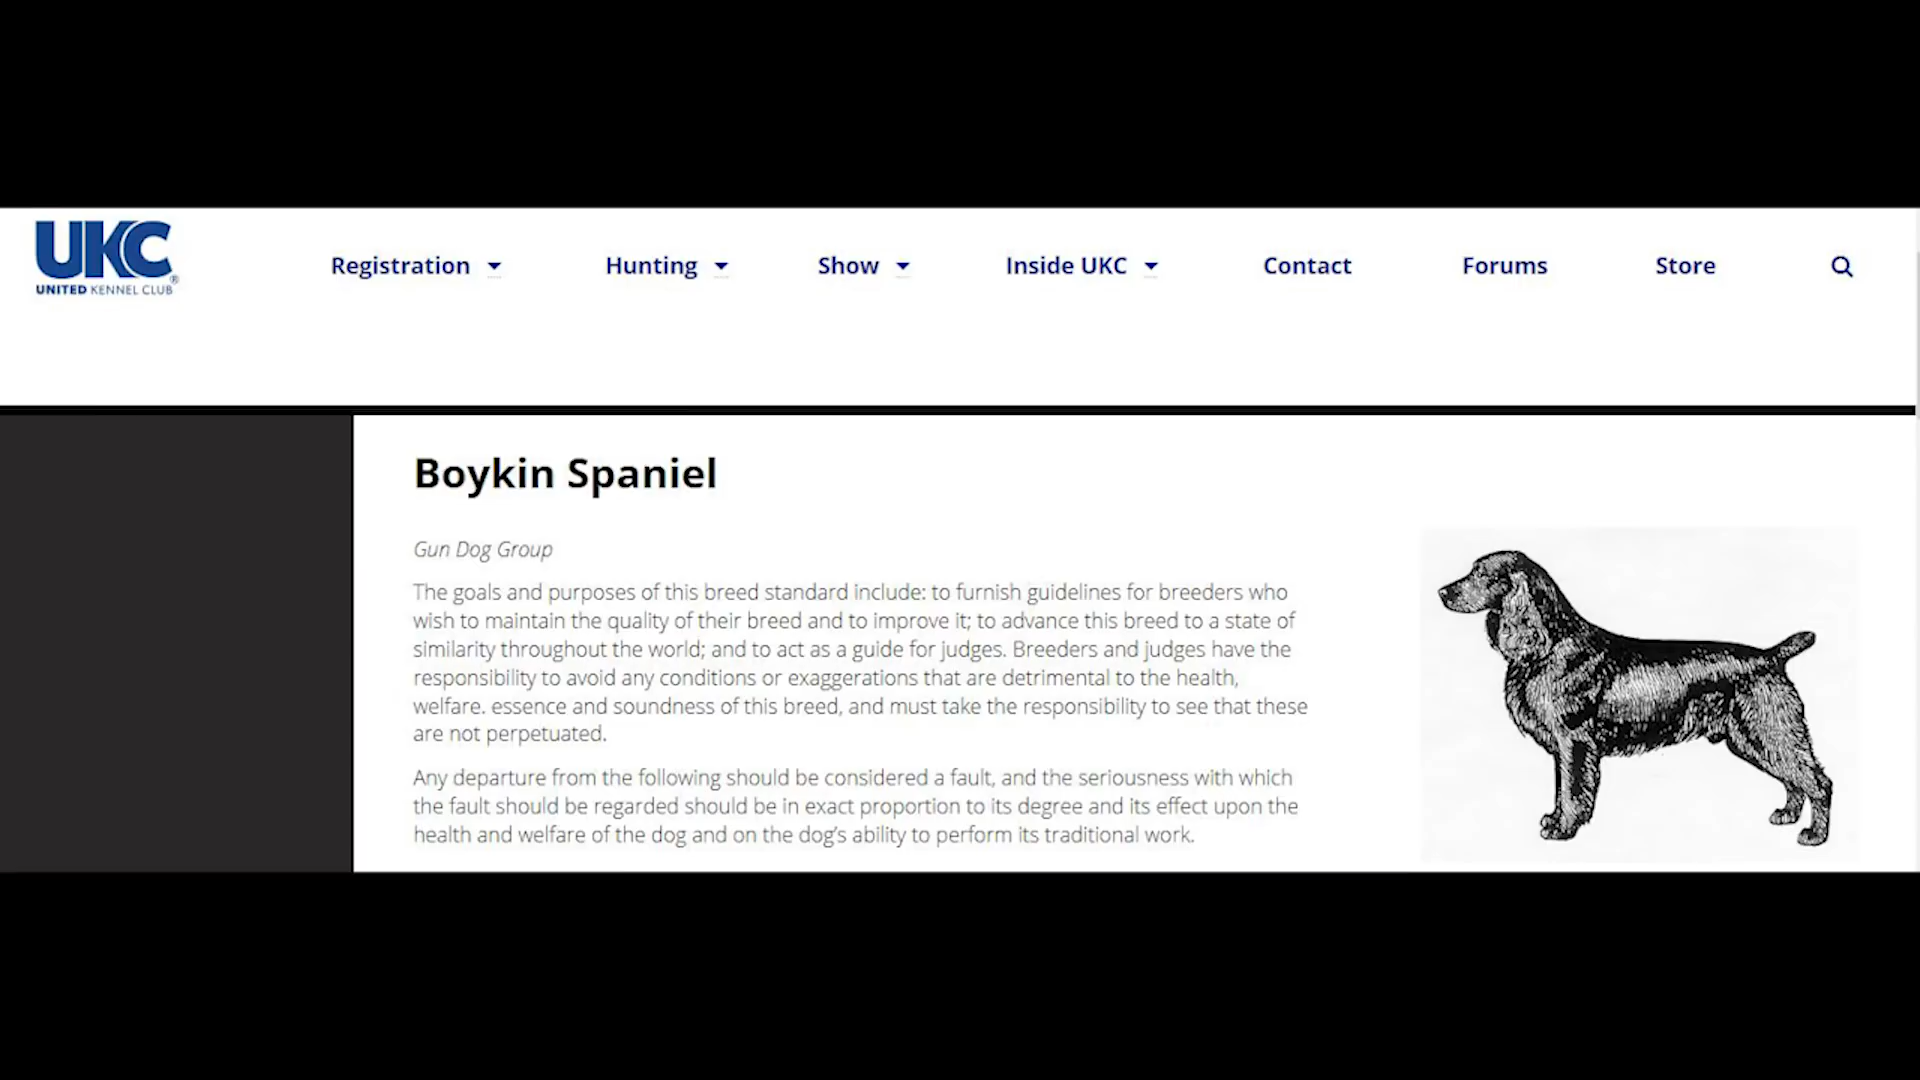 UKC®
UNITED KENNEL CLUB
Registration Hunting Show Inside UKC Contact Forums Store
Boykin Spaniel
Gun Dog Group
The goals and purposes of this breed standard include: to furnish guidelines for breeders who
wish to maintain the quality of their breed and to improve it; to advance this breed to a state of
similarity throughout the world; and to act as a guide for judges. Breeders and judges have the
responsibility to avoid any conditions or exaggerations that are detrimental to the health,
welfare. essence and soundness of this breed, and must take the responsibility to see that these
are not perpetuated.
Any departure from the following should be considered a fault, and the seriousness with which
the fault should be regarded should be in exact proportion to its degree and its effect upon the
health and welfare of the dog and on the dog’s ability to perform its traditional work.